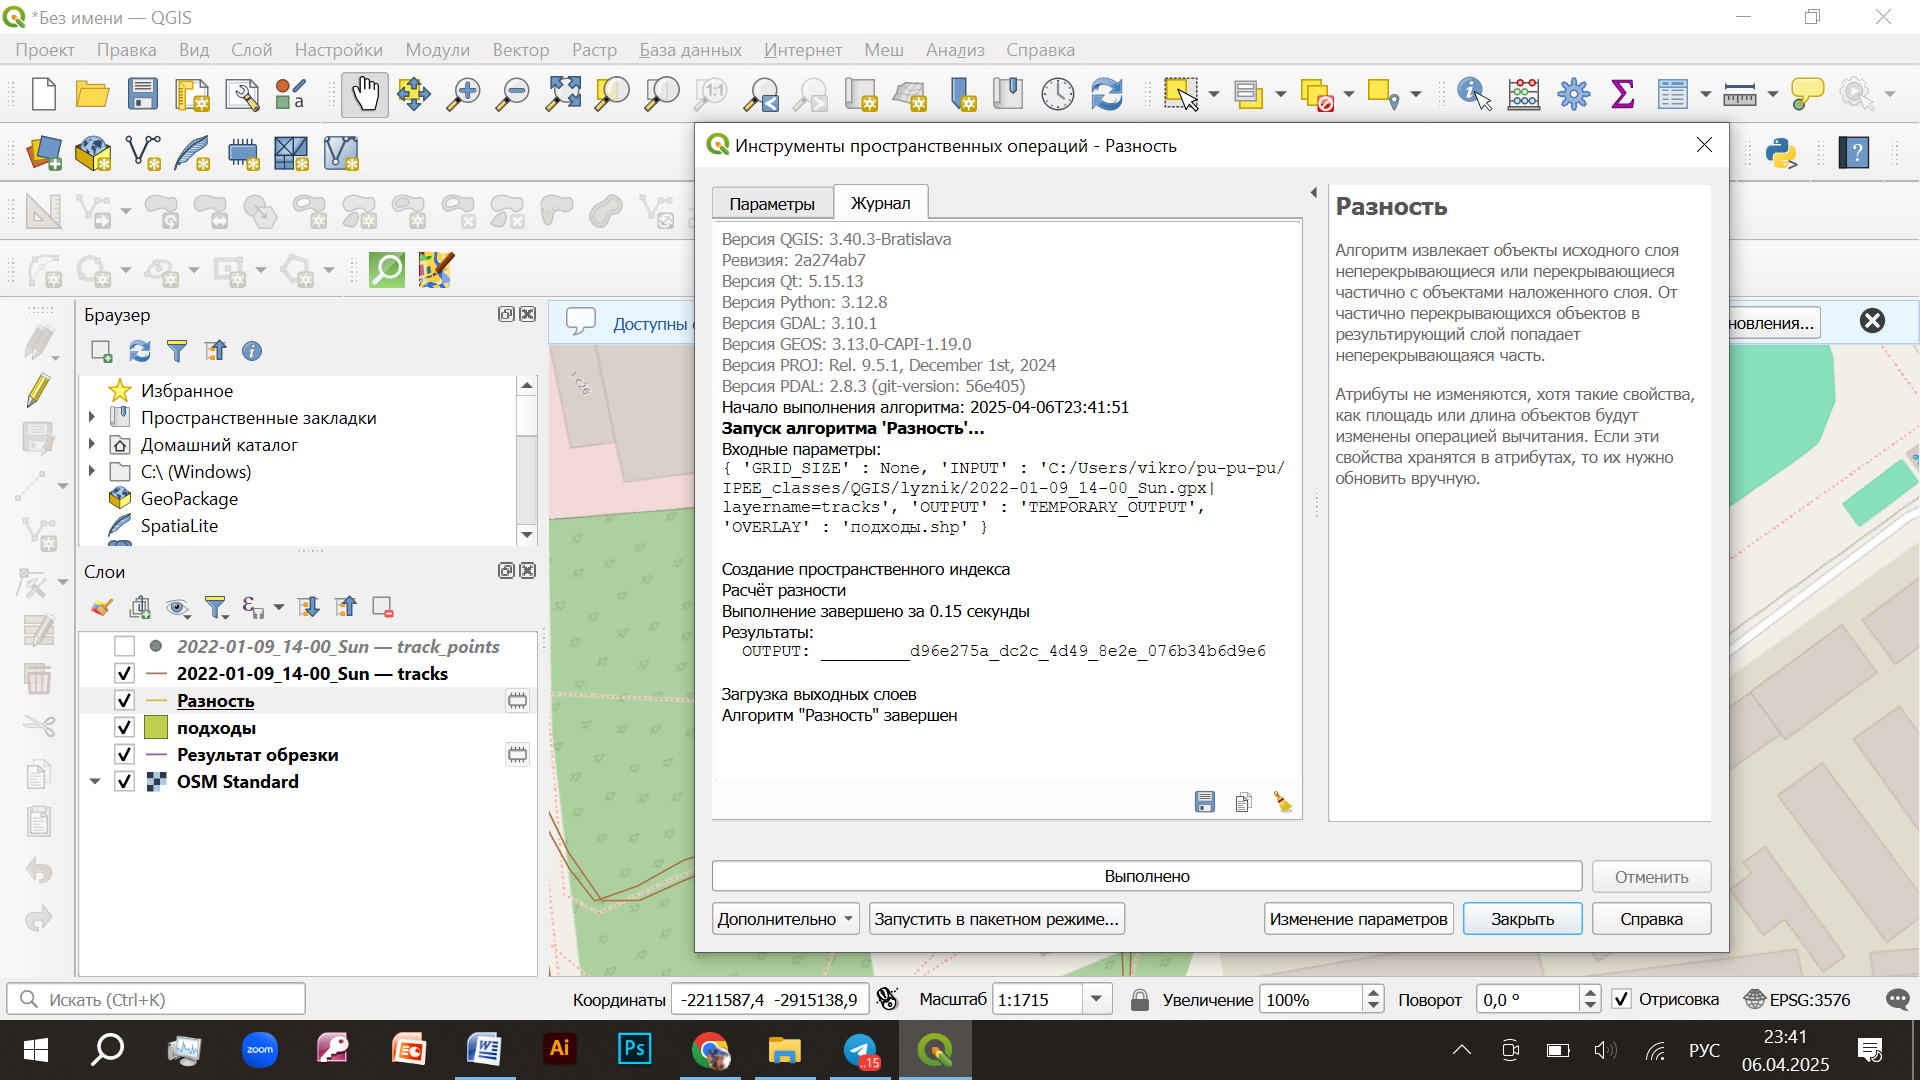 *Без имени — QGIS
Проект Правка Вид Слой Настройки Модули Вектор Растр База данных Интернет Меш Анализ Справка
Инструменты пространственных операций - Разность
Параметры
Журнал
Версия QGIS: 3.40.3-Bratislava
Ревизия: 2a274ab7
Версия Qt: 5.15.13
Версия Python: 3.12.8
Версия GDAL: 3.10.1
Версия GEOS: 3.13.0-CAPI-1.19.0
Версия PROJ: Rel. 9.5.1, December 1st, 2024
Версия PDAL: 2.8.3 (git-version: 56e405)
Начало выполнения алгоритма: 2025-04-06T23:41:51
Запуск алгоритма 'Разность'...
Входные параметры:
{ 'GRID_SIZE' : None, 'INPUT' : 'C:/Users/vikro/pu-pu-pu/
IPEE_classes/QGIS/lyznik/2022-01-09_14-00_Sun.gpx|
layername=tracks', 'OUTPUT' : 'TEMPORARY_OUTPUT',
'OVERLAY' : 'подходы.shp' }
Создание пространственного индекса
Расчёт разности
Выполнение завершено за 0.15 секунды
Результаты:
OUTPUT: _________d96e275a_dc2c_4d49_8e2e_076b34b6d9e6
Загрузка выходных слоев
Алгоритм "Разность" завершен
Разность
Алгоритм извлекает объекты исходного слоя
неперекрывающиеся или перекрывающиеся
частично с объектами наложенного слоя. От
частично перекрывающихся объектов в
результирующий слой попадает
неперекрывающаяся часть.
Атрибуты не изменяются, хотя такие свойства,
как площадь или длина объектов будут
изменены операцией вычитания. Если эти
свойства хранятся в атрибутах, то их нужно
обновить вручную.
Выполнено
Отменить
Дополнительно
Запустить в пакетном режиме...
Изменение параметров
Закрыть
Справка
Браузер
Избранное
Пространственные закладки
Домашний каталог
C:\ (Windows)
GeoPackage
SpatiaLite
Доступны
новления...
Слои
2022-01-09_14-00_Sun — track_points
2022-01-09_14-00_Sun — tracks
Разность
подходы
Результат обрезки
OSM Standard
1 с26
Искать (Ctrl+K)
Координаты -2211587,4 -2915138,9
Масштаб 1:1715
Увеличение 100%
Поворот 0,0 °
Отрисовка
EPSG:3576
zoom
Ai
Ps
..15
РУС
23:41
06.04.2025